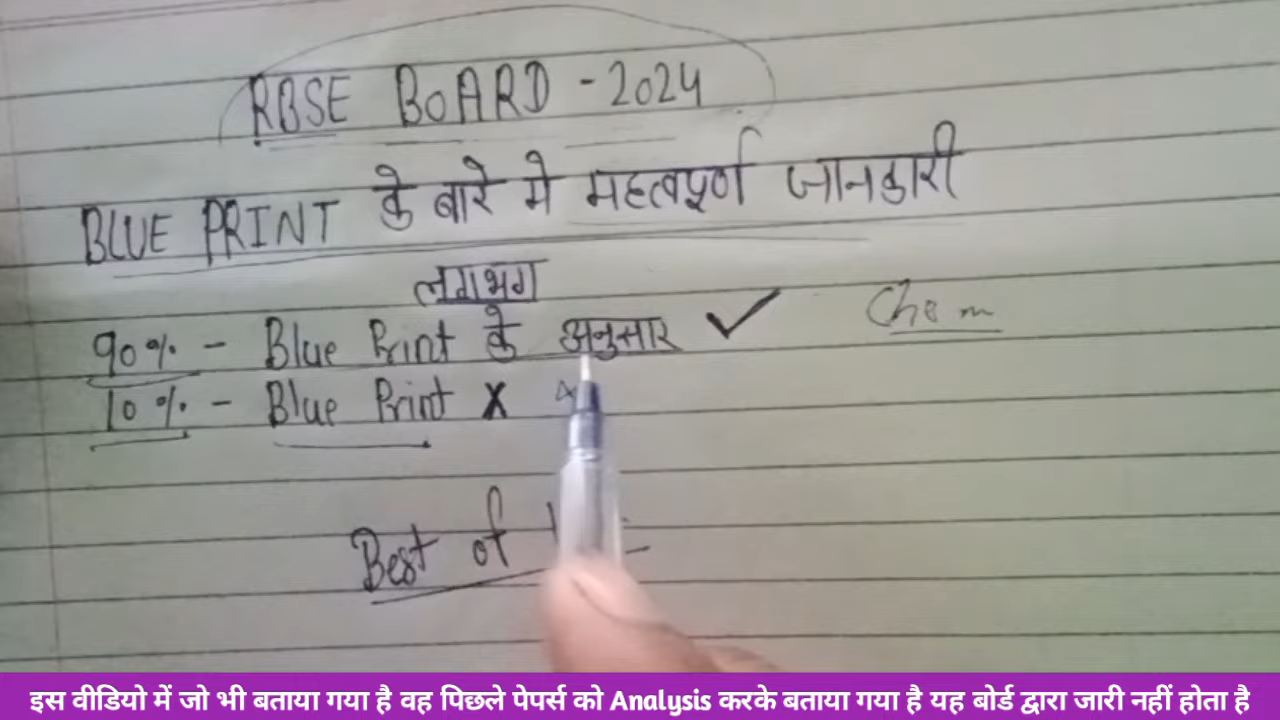 RBSE BOARD - 2024
BLUE PRINT के बारे मे महत्वपूर्ण जानकारी
लगभग
90% - Blue Print के अनुसार ✓ Chem
10% - Blue Print X
Best of
इस वीडियो में जो भी बताया गया है वह पिछले पेपर्स को Analysis करके बताया गया है यह बोर्ड द्वारा जारी नहीं होता है